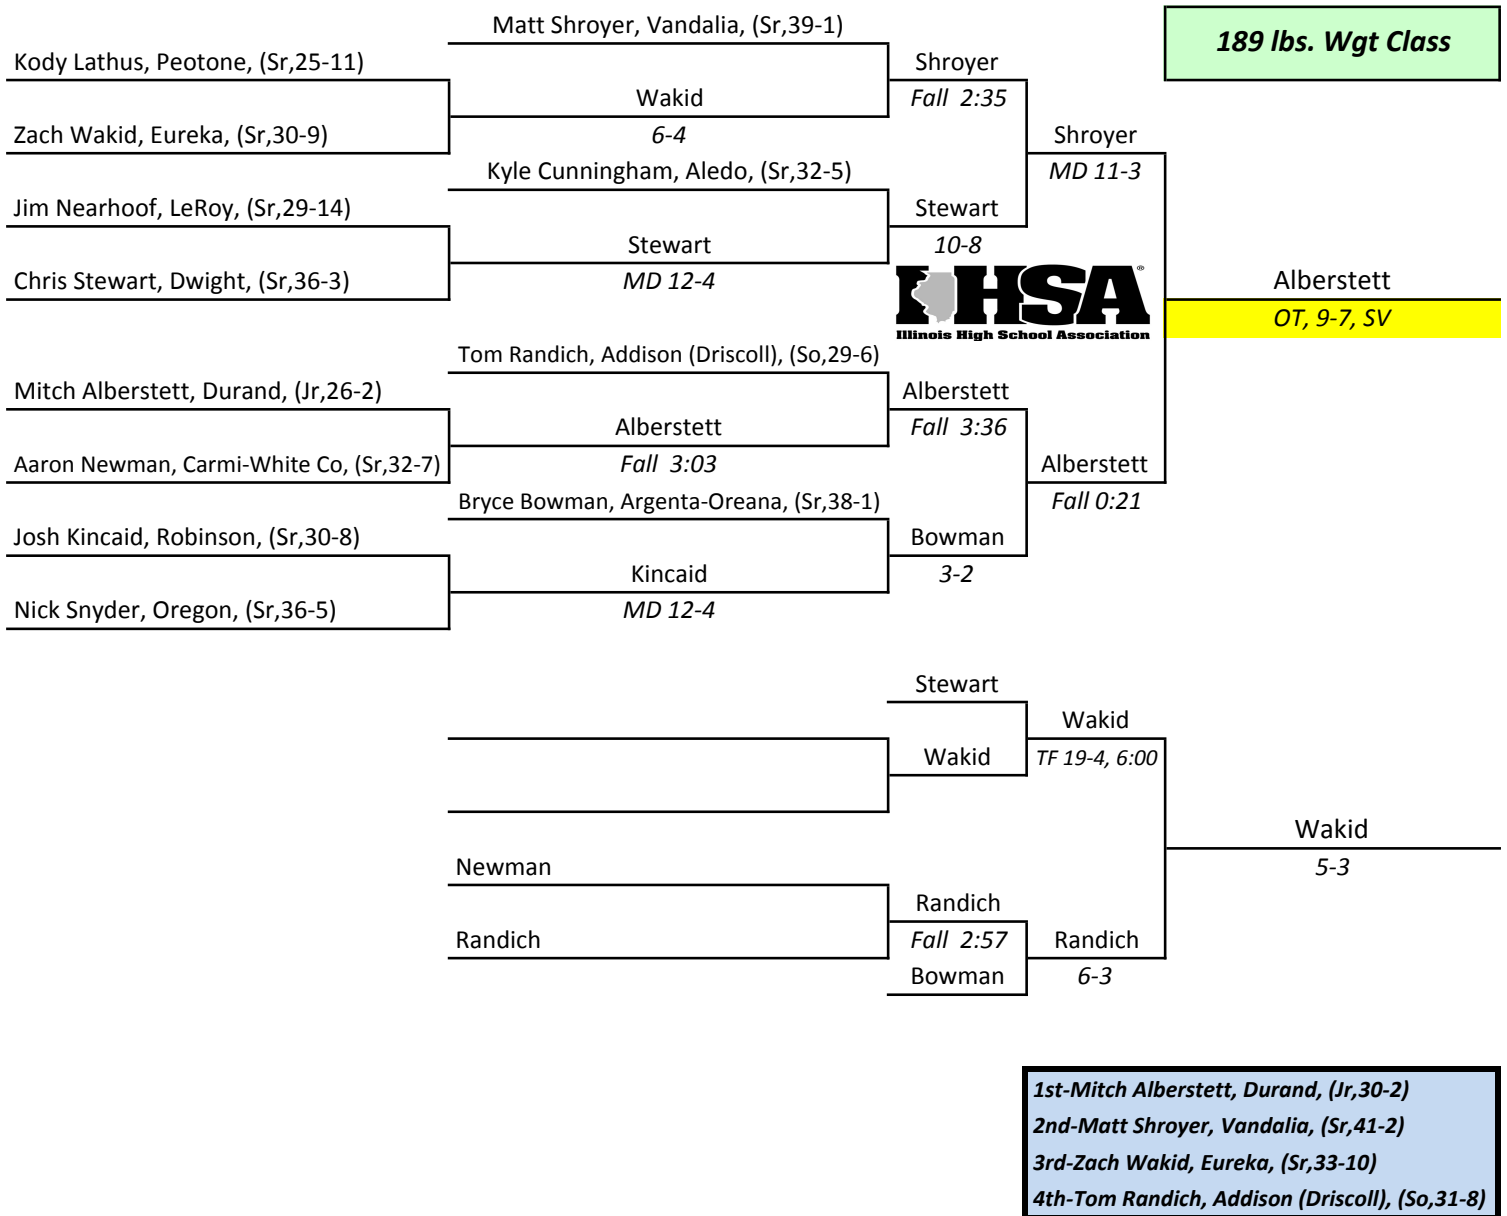 Matt Shroyer, Vandalia, (Sr,39-1)
189 lbs. Wgt Class
Kody Lathus, Peotone, (Sr,25-11)
Shroyer
Wakid
Fall 2:35
Zach Wakid, Eureka, (Sr,30-9)
6-4
Shroyer
Kyle Cunningham, Aledo, (Sr,32-5)
MD 11-3
Jim Nearhoof, LeRoy, (Sr,29-14)
Stewart
Stewart
10-8
Chris Stewart, Dwight, (Sr,36-3)
MD 12-4
IHSA®
Illinois High School Association
Alberstett
OT, 9-7, SV
Tom Randich, Addison (Driscoll), (So,29-6)
Mitch Alberstett, Durand, (Jr,26-2)
Alberstett
Alberstett
Fall 3:36
Aaron Newman, Carmi-White Co, (Sr,32-7)
Fall 3:03
Alberstett
Bryce Bowman, Argenta-Oreana, (Sr,38-1)
Fall 0:21
Josh Kincaid, Robinson, (Sr,30-8)
Bowman
Kincaid
3-2
Nick Snyder, Oregon, (Sr,36-5)
MD 12-4
Stewart
Wakid
Wakid
TF 19-4, 6:00
Wakid
5-3
Newman
Randich
Randich
Fall 2:57
Randich
Bowman
6-3
1st-Mitch Alberstett, Durand, (Jr,30-2)
2nd-Matt Shroyer, Vandalia, (Sr,41-2)
3rd-Zach Wakid, Eureka, (Sr,33-10)
4th-Tom Randich, Addison (Driscoll), (So,31-8)